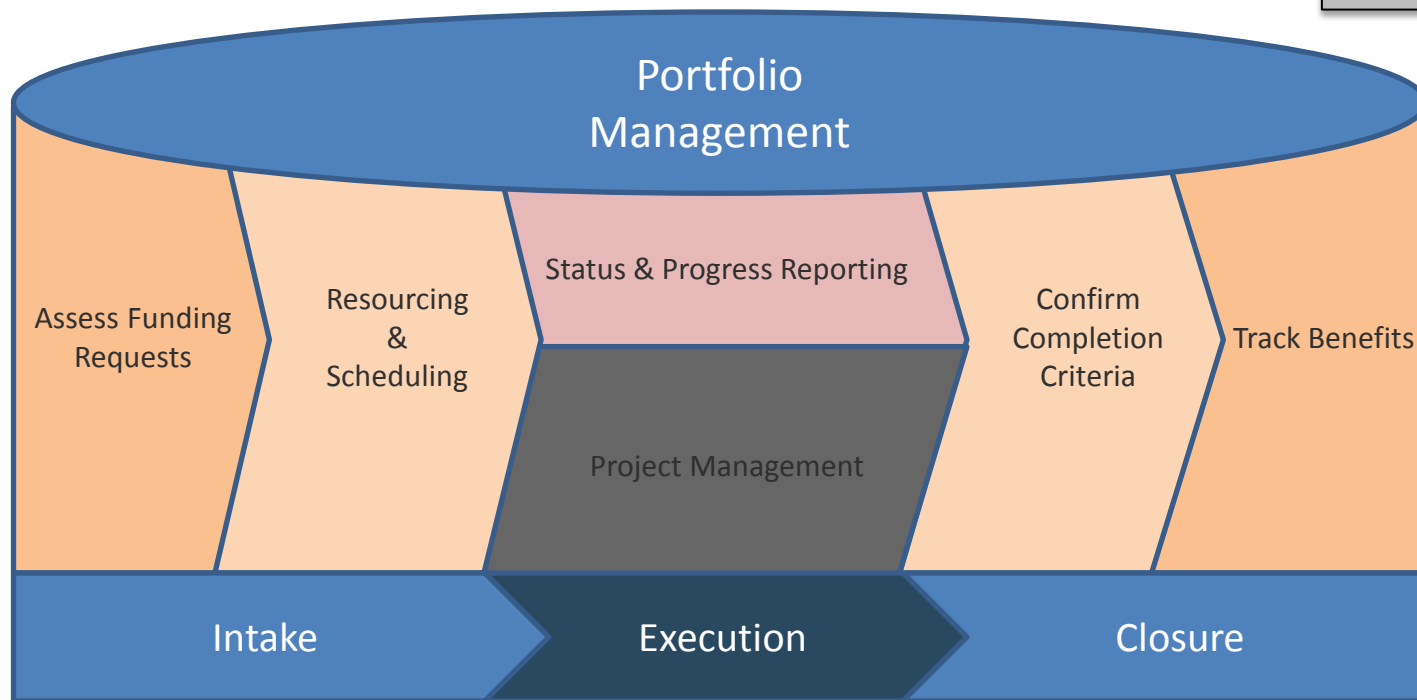 Portfolio
Management
Assess Funding
Requests
Resourcing
&
Scheduling
Status & Progress Reporting
Project Management
Confirm
Completion
Criteria
Track Benefits
Intake
Execution
Closure